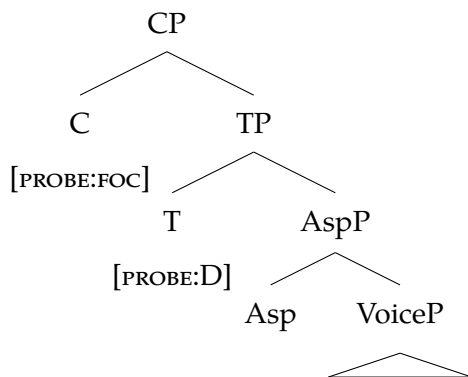 CP
C TP
[PROBE:FOC]
T AspP
[PROBE:D]
Asp VoiceP